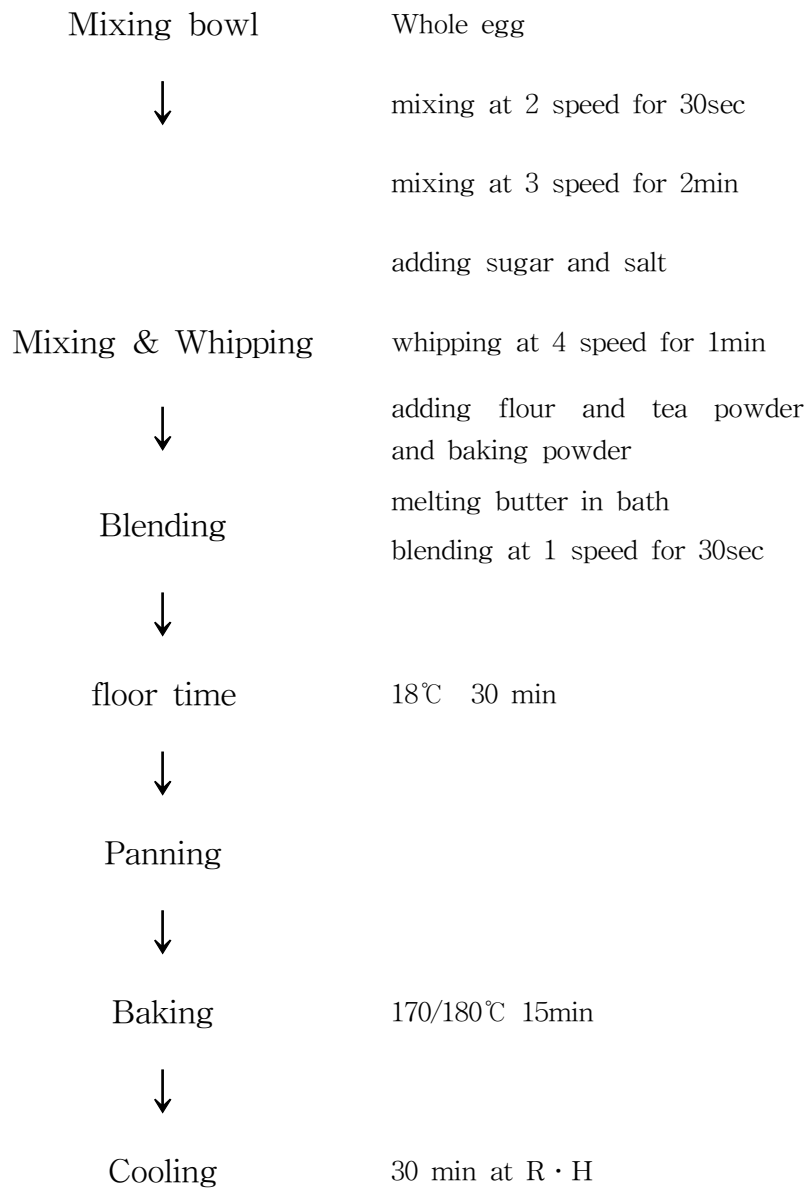 Mixing bowl Whole egg
↓ mixing at 2 speed for 30sec
mixing at 3 speed for 2min
adding sugar and salt
Mixing & Whipping whipping at 4 speed for 1min
↓ adding flour and tea powder
and baking powder
melting butter in bath
Blending
blending at 1 speed for 30sec
↓
floor time 18℃ 30 min
↓
Panning
↓
Baking 170/180℃ 15min
↓
Cooling 30 min at R·H